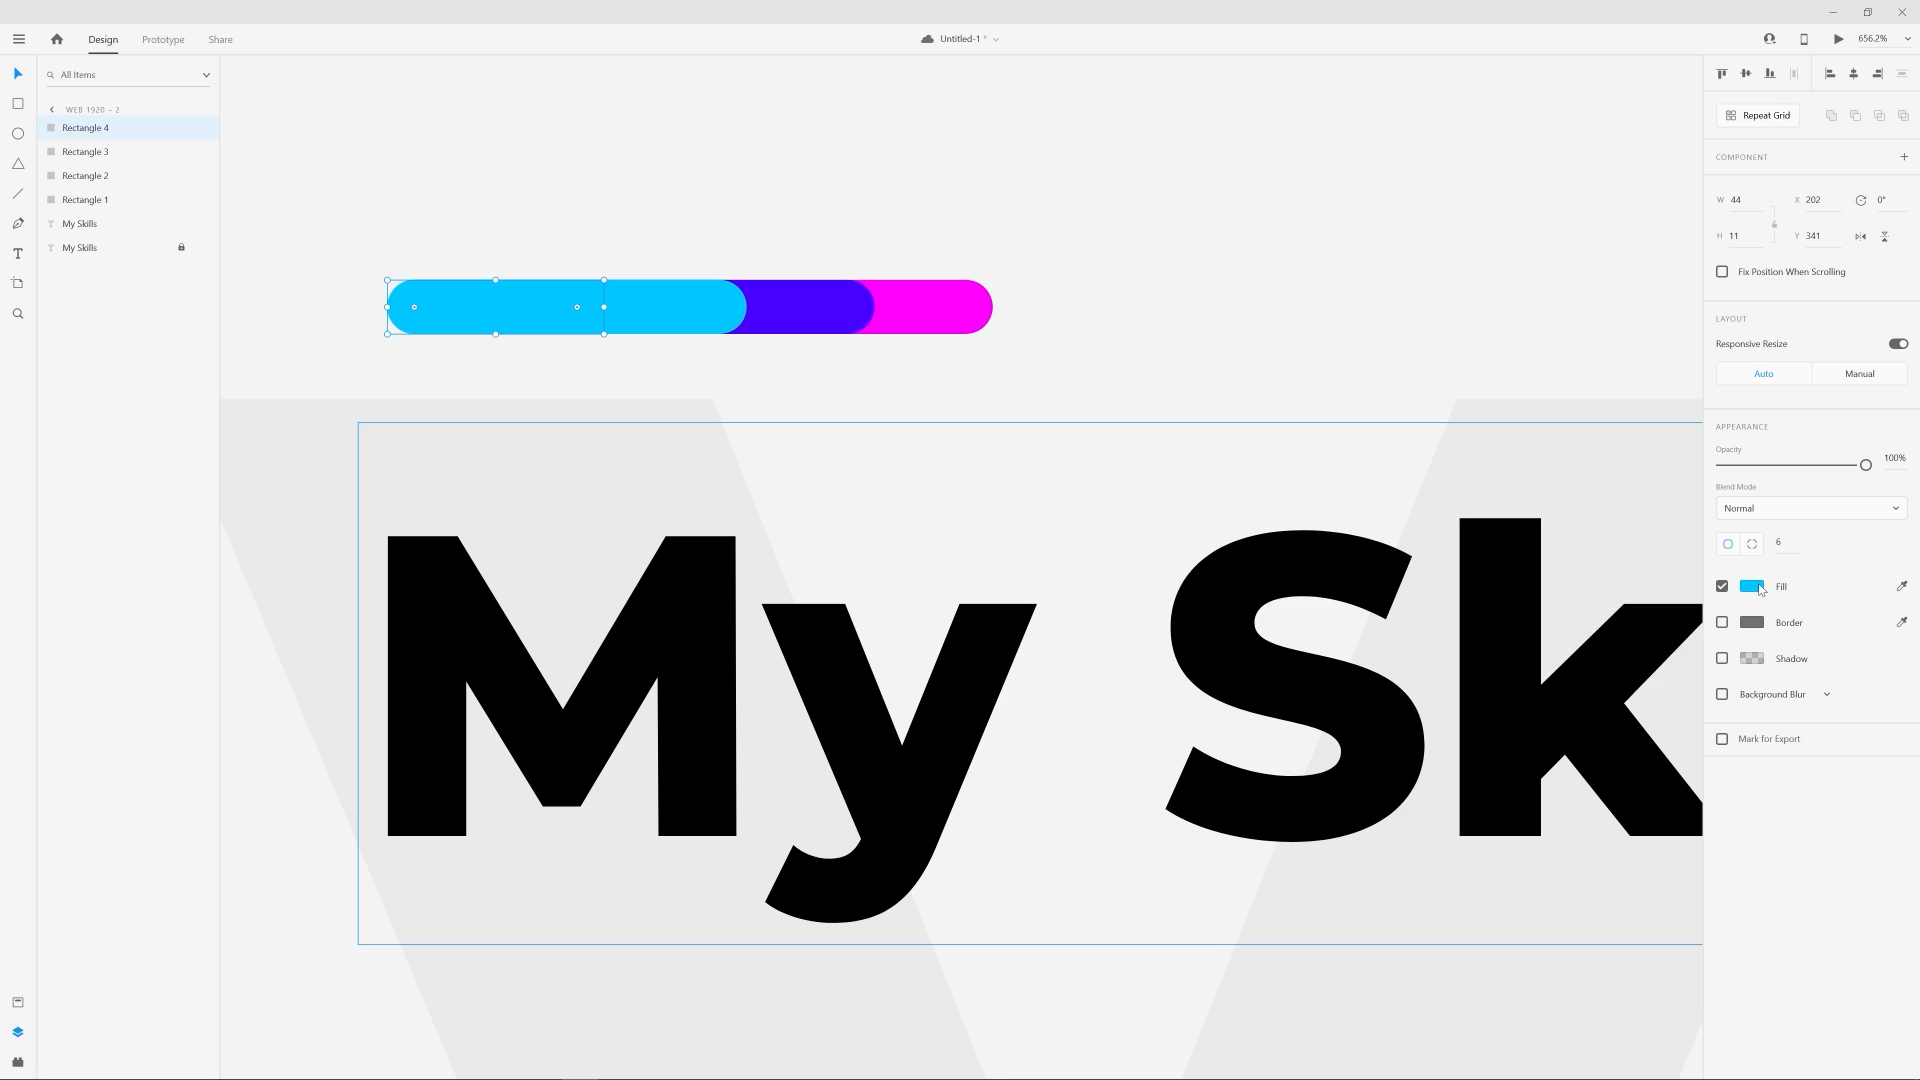 Design
Prototype
Share
Untitled-1 *
656.2%
All Items
WEB 1920 – 2
Rectangle 4
Rectangle 3
Rectangle 2
Rectangle 1
My Skills
My Skills
My Sk
Repeat Grid
COMPONENT
W 44 X 202 0°
H 11 Y 341
Fix Position When Scrolling
LAYOUT
Responsive Resize
Auto Manual
APPEARANCE
Opacity
100%
Blend Mode
Normal
6
Fill
Border
Shadow
Background Blur
Mark for Export